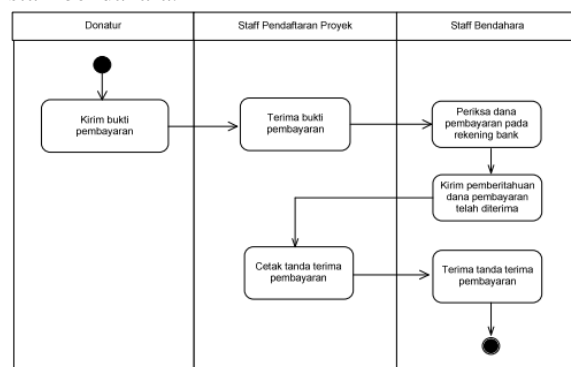 Donatur
Staff Pendaftaran Proyek
Staff Bendahara
Kirim bukti
pembayaran
Terima bukti
pembayaran
Periksa dana
pembayaran pada
rekening bank
Kirim pemberitahuan
dana pembayaran
telah diterima
Cetak tanda terima
pembayaran
Terima tanda terima
pembayaran